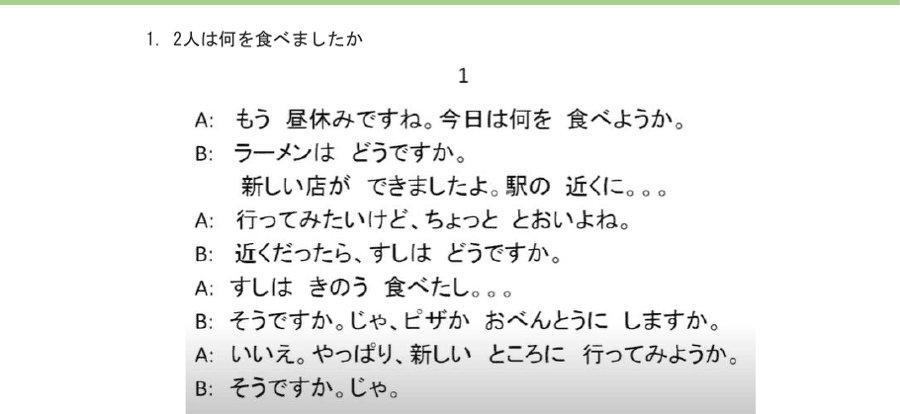 1. 2人は何を食べましたか
1
A: もう 昼休みですね。今日は何を 食べようか。
B: ラーメンは どうですか。
新しい店が できましたよ。駅の 近くに。。。
A: 行ってみたいけど、ちょっと とおいよね。
B: 近くだったら、すしは どうですか。
A: すしは きのう 食べたし。。。
B: そうですか。じゃ、ピザか おべんとうに しますか。
A: いいえ。やっぱり、新しい ところに 行ってみようか。
B: そうですか。じゃ。